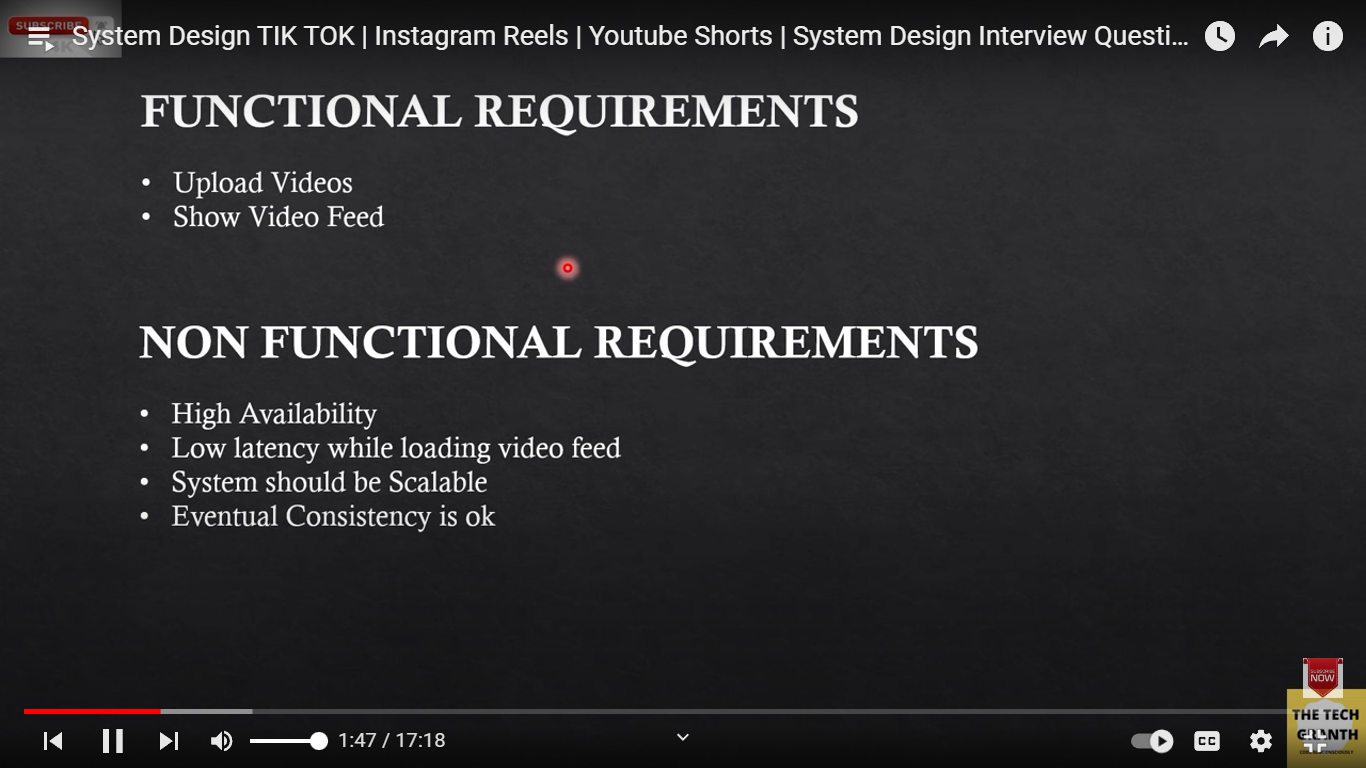 SUBSCRIBE
System Design TIK TOK | Instagram Reels | Youtube Shorts | System Design Interview Questi...
FUNCTIONAL REQUIREMENTS
• Upload Videos
• Show Video Feed
NON FUNCTIONAL REQUIREMENTS
• High Availability
• Low latency while loading video feed
• System should be Scalable
• Eventual Consistency is ok
SUBSCRIBE
NOW
THE TECH
GRANTH
1:47 / 17:18
CC